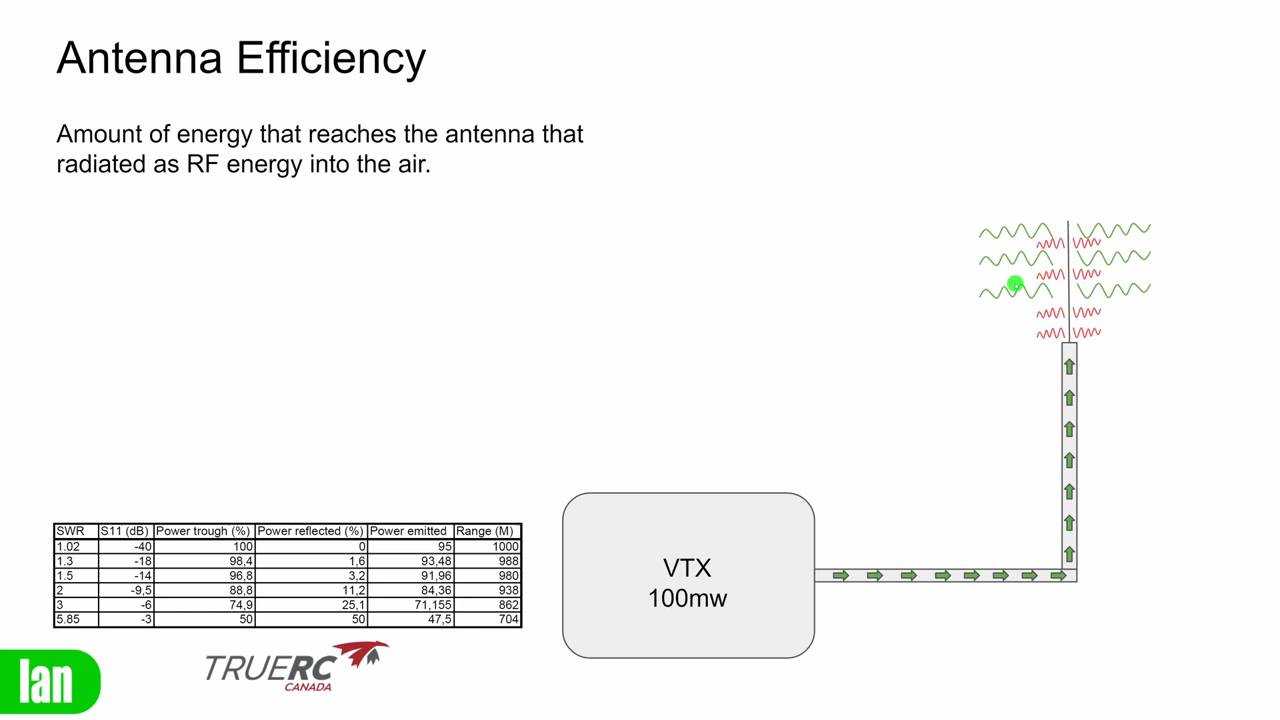 Antenna Efficiency
Amount of energy that reaches the antenna that
radiated as RF energy into the air.
SWR S11 (dB) Power trough (%) Power reflected (%) Power emitted Range (M)
1.02 -40 100 0 95 1000
1.3 -18 98,4 1,6 93,48 988
1.5 -14 96,8 3,2 91,96 980
2 -9,5 88,8 11,2 84,36 938
3 -6 74,9 25,1 71,155 862
5.85 -3 50 50 47,5 704
VTX
100mw
Ian
TRUERC
CANADA